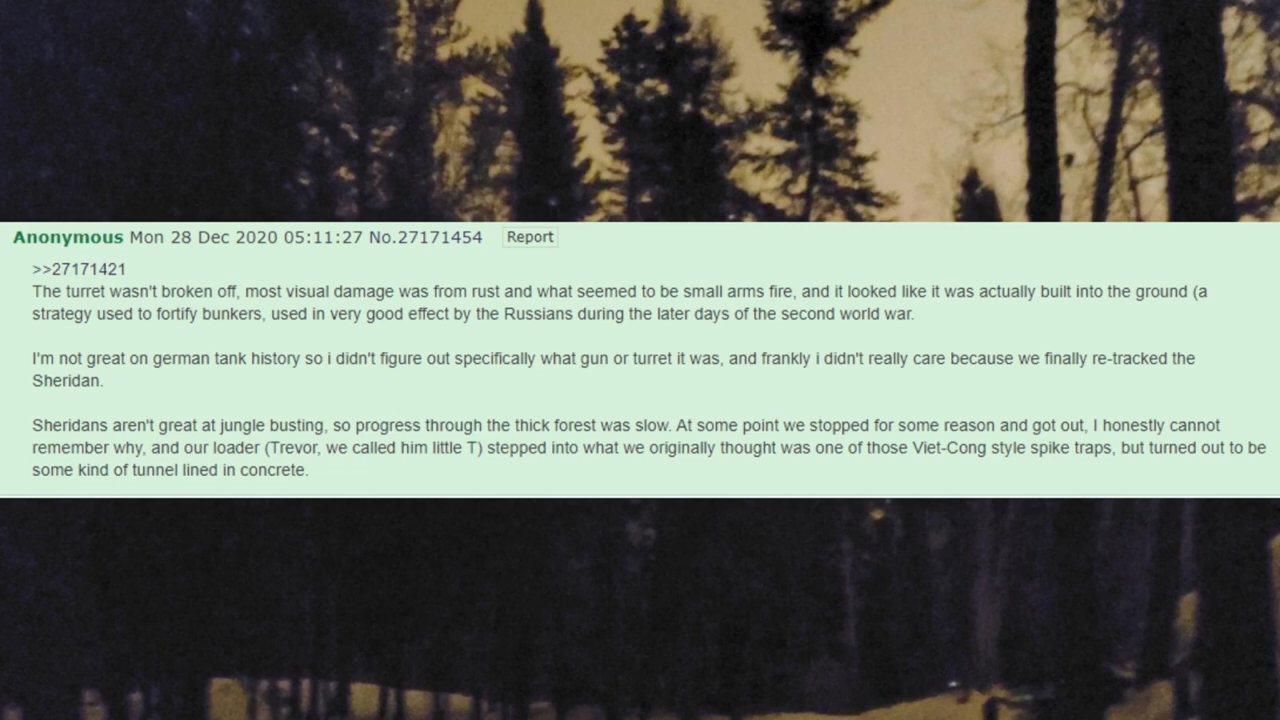 Anonymous Mon 28 Dec 2020 05:11:27 No.27171454 Report
>>27171421
The turret wasn't broken off, most visual damage was from rust and what seemed to be small arms fire, and it looked like it was actually built into the ground (a
strategy used to fortify bunkers, used in very good effect by the Russians during the later days of the second world war.
I'm not great on german tank history so i didn't figure out specifically what gun or turret it was, and frankly i didn't really care because we finally re-tracked the
Sheridan.
Sheridans aren't great at jungle busting, so progress through the thick forest was slow. At some point we stopped for some reason and got out, I honestly cannot
remember why, and our loader (Trevor, we called him little T) stepped into what we originally thought was one of those Viet-Cong style spike traps, but turned out to be
some kind of tunnel lined in concrete.